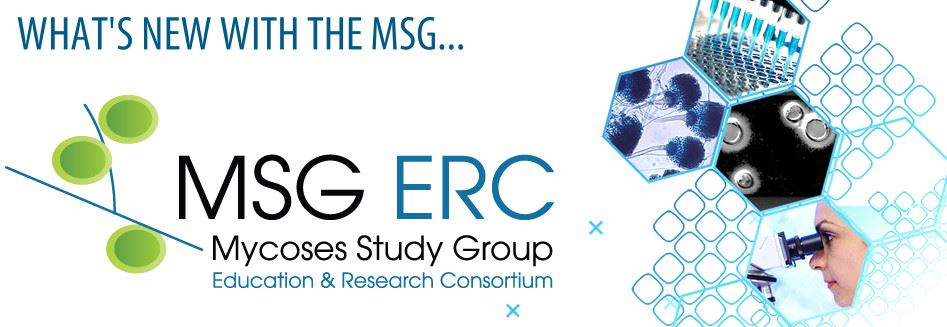 WHAT'S NEW WITH THE MSG...
MSG ERC
Mycoses Study Group
Education & Research Consortium